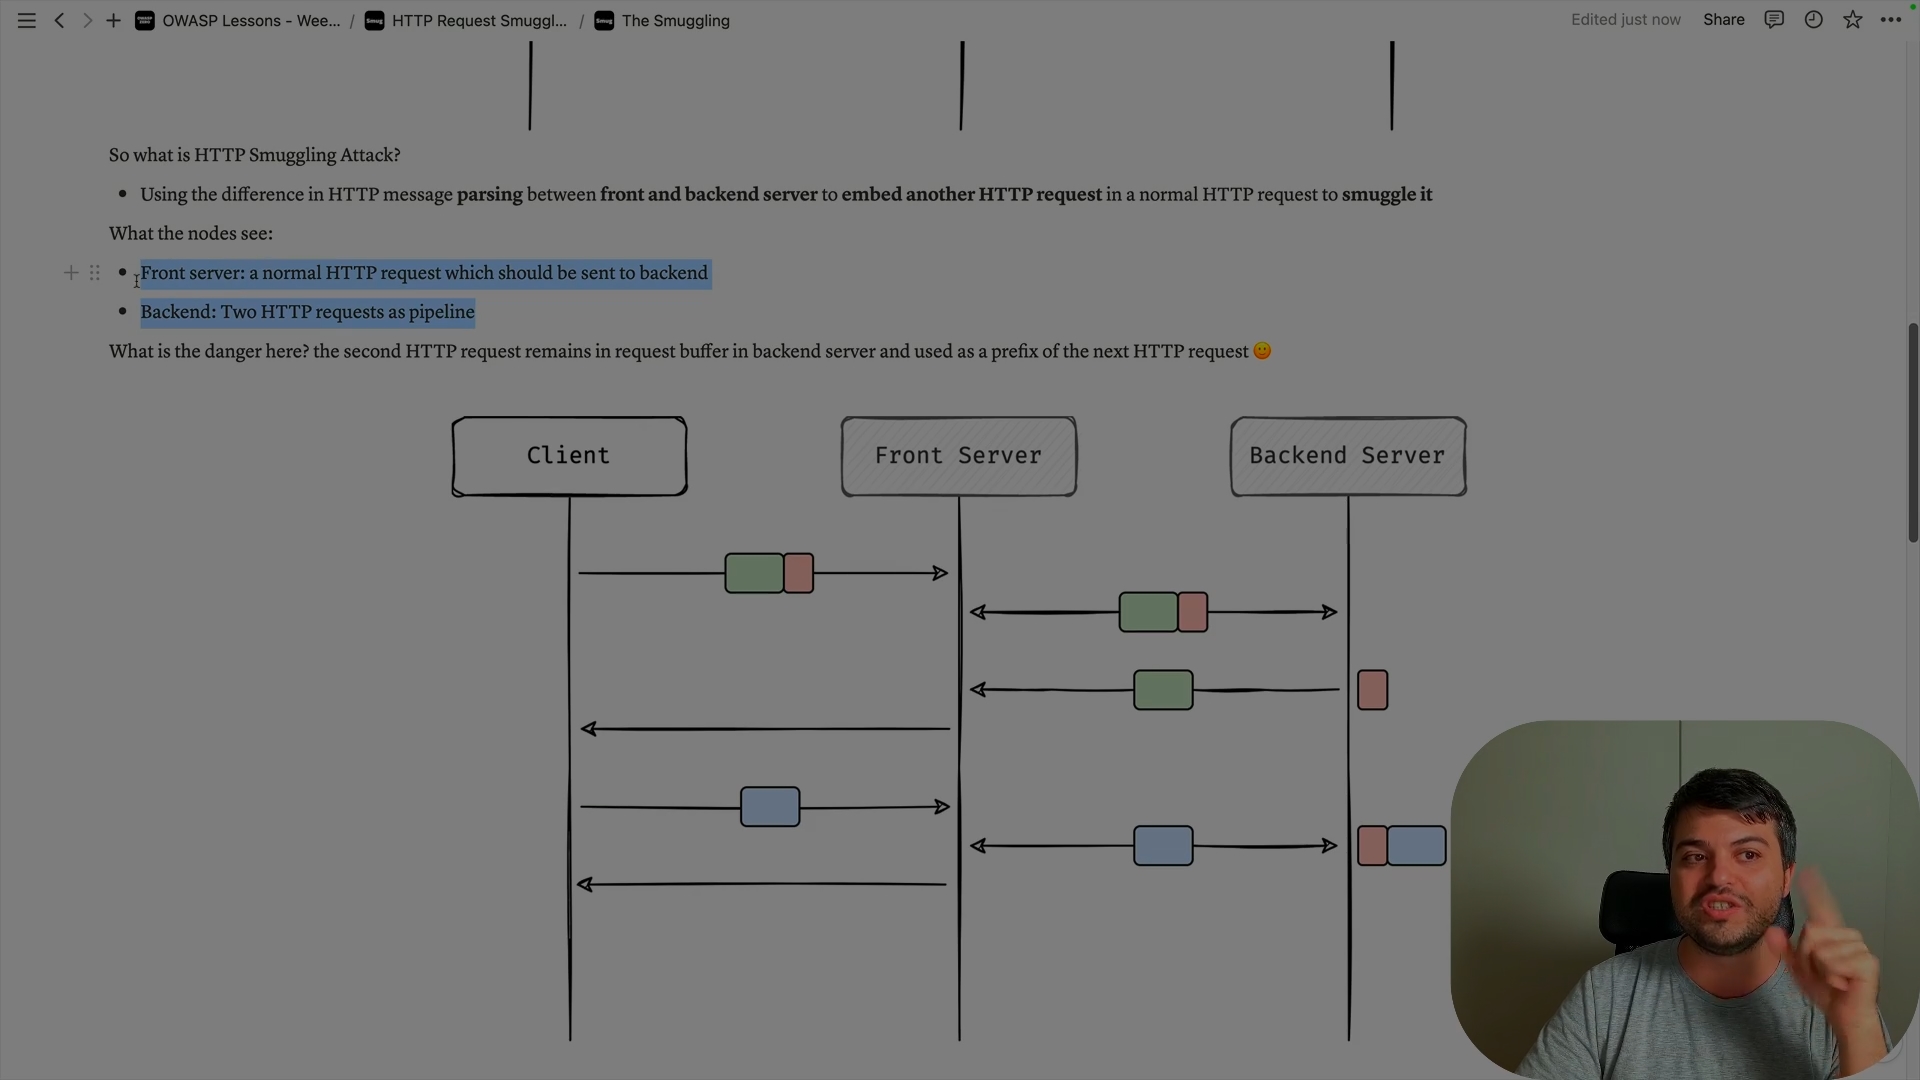 OWASP Lessons - Wee... / HTTP Request Smuggl... / The Smuggling
Edited just now Share
So what is HTTP Smuggling Attack?
Using the difference in HTTP message parsing between front and backend server to embed another HTTP request in a normal HTTP request to smuggle it
What the nodes see:
Front server: a normal HTTP request which should be sent to backend
Backend: Two HTTP requests as pipeline
What is the danger here? the second HTTP request remains in request buffer in backend server and used as a prefix of the next HTTP request
Client Front Server Backend Server